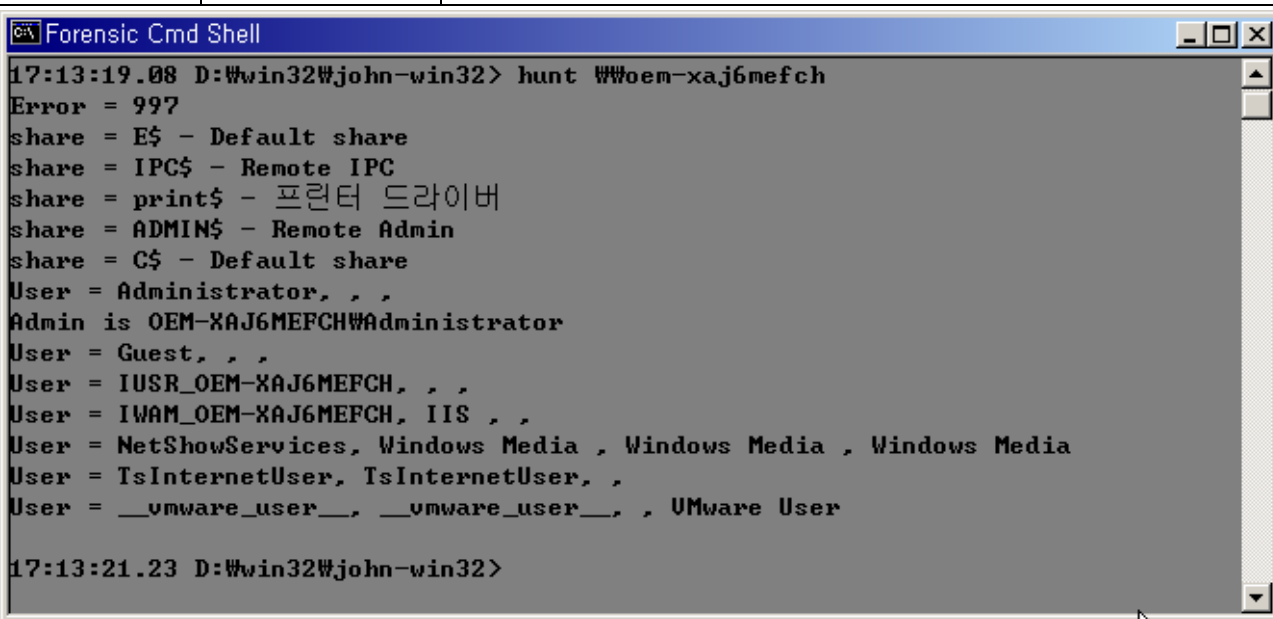 Forensic Cmd Shell
17:13:19.08 D:₩win32₩john-win32> hunt ₩₩oem-xaj6mefch
Error = 997
share = E$ - Default share
share = IPC$ - Remote IPC
share = print$ - 프린터 드라이버
share = ADMIN$ - Remote Admin
share = C$ - Default share
User = Administrator, , ,
Admin is OEM-XAJ6MEFCH₩Administrator
User = Guest, , ,
User = IUSR_OEM-XAJ6MEFCH, , ,
User = IWAM_OEM-XAJ6MEFCH, IIS , ,
User = NetShowServices, Windows Media , Windows Media , Windows Media
User = TsInternetUser, TsInternetUser, ,
User = __vmware_user__, __vmware_user__, , VMware User
17:13:21.23 D:₩win32₩john-win32>